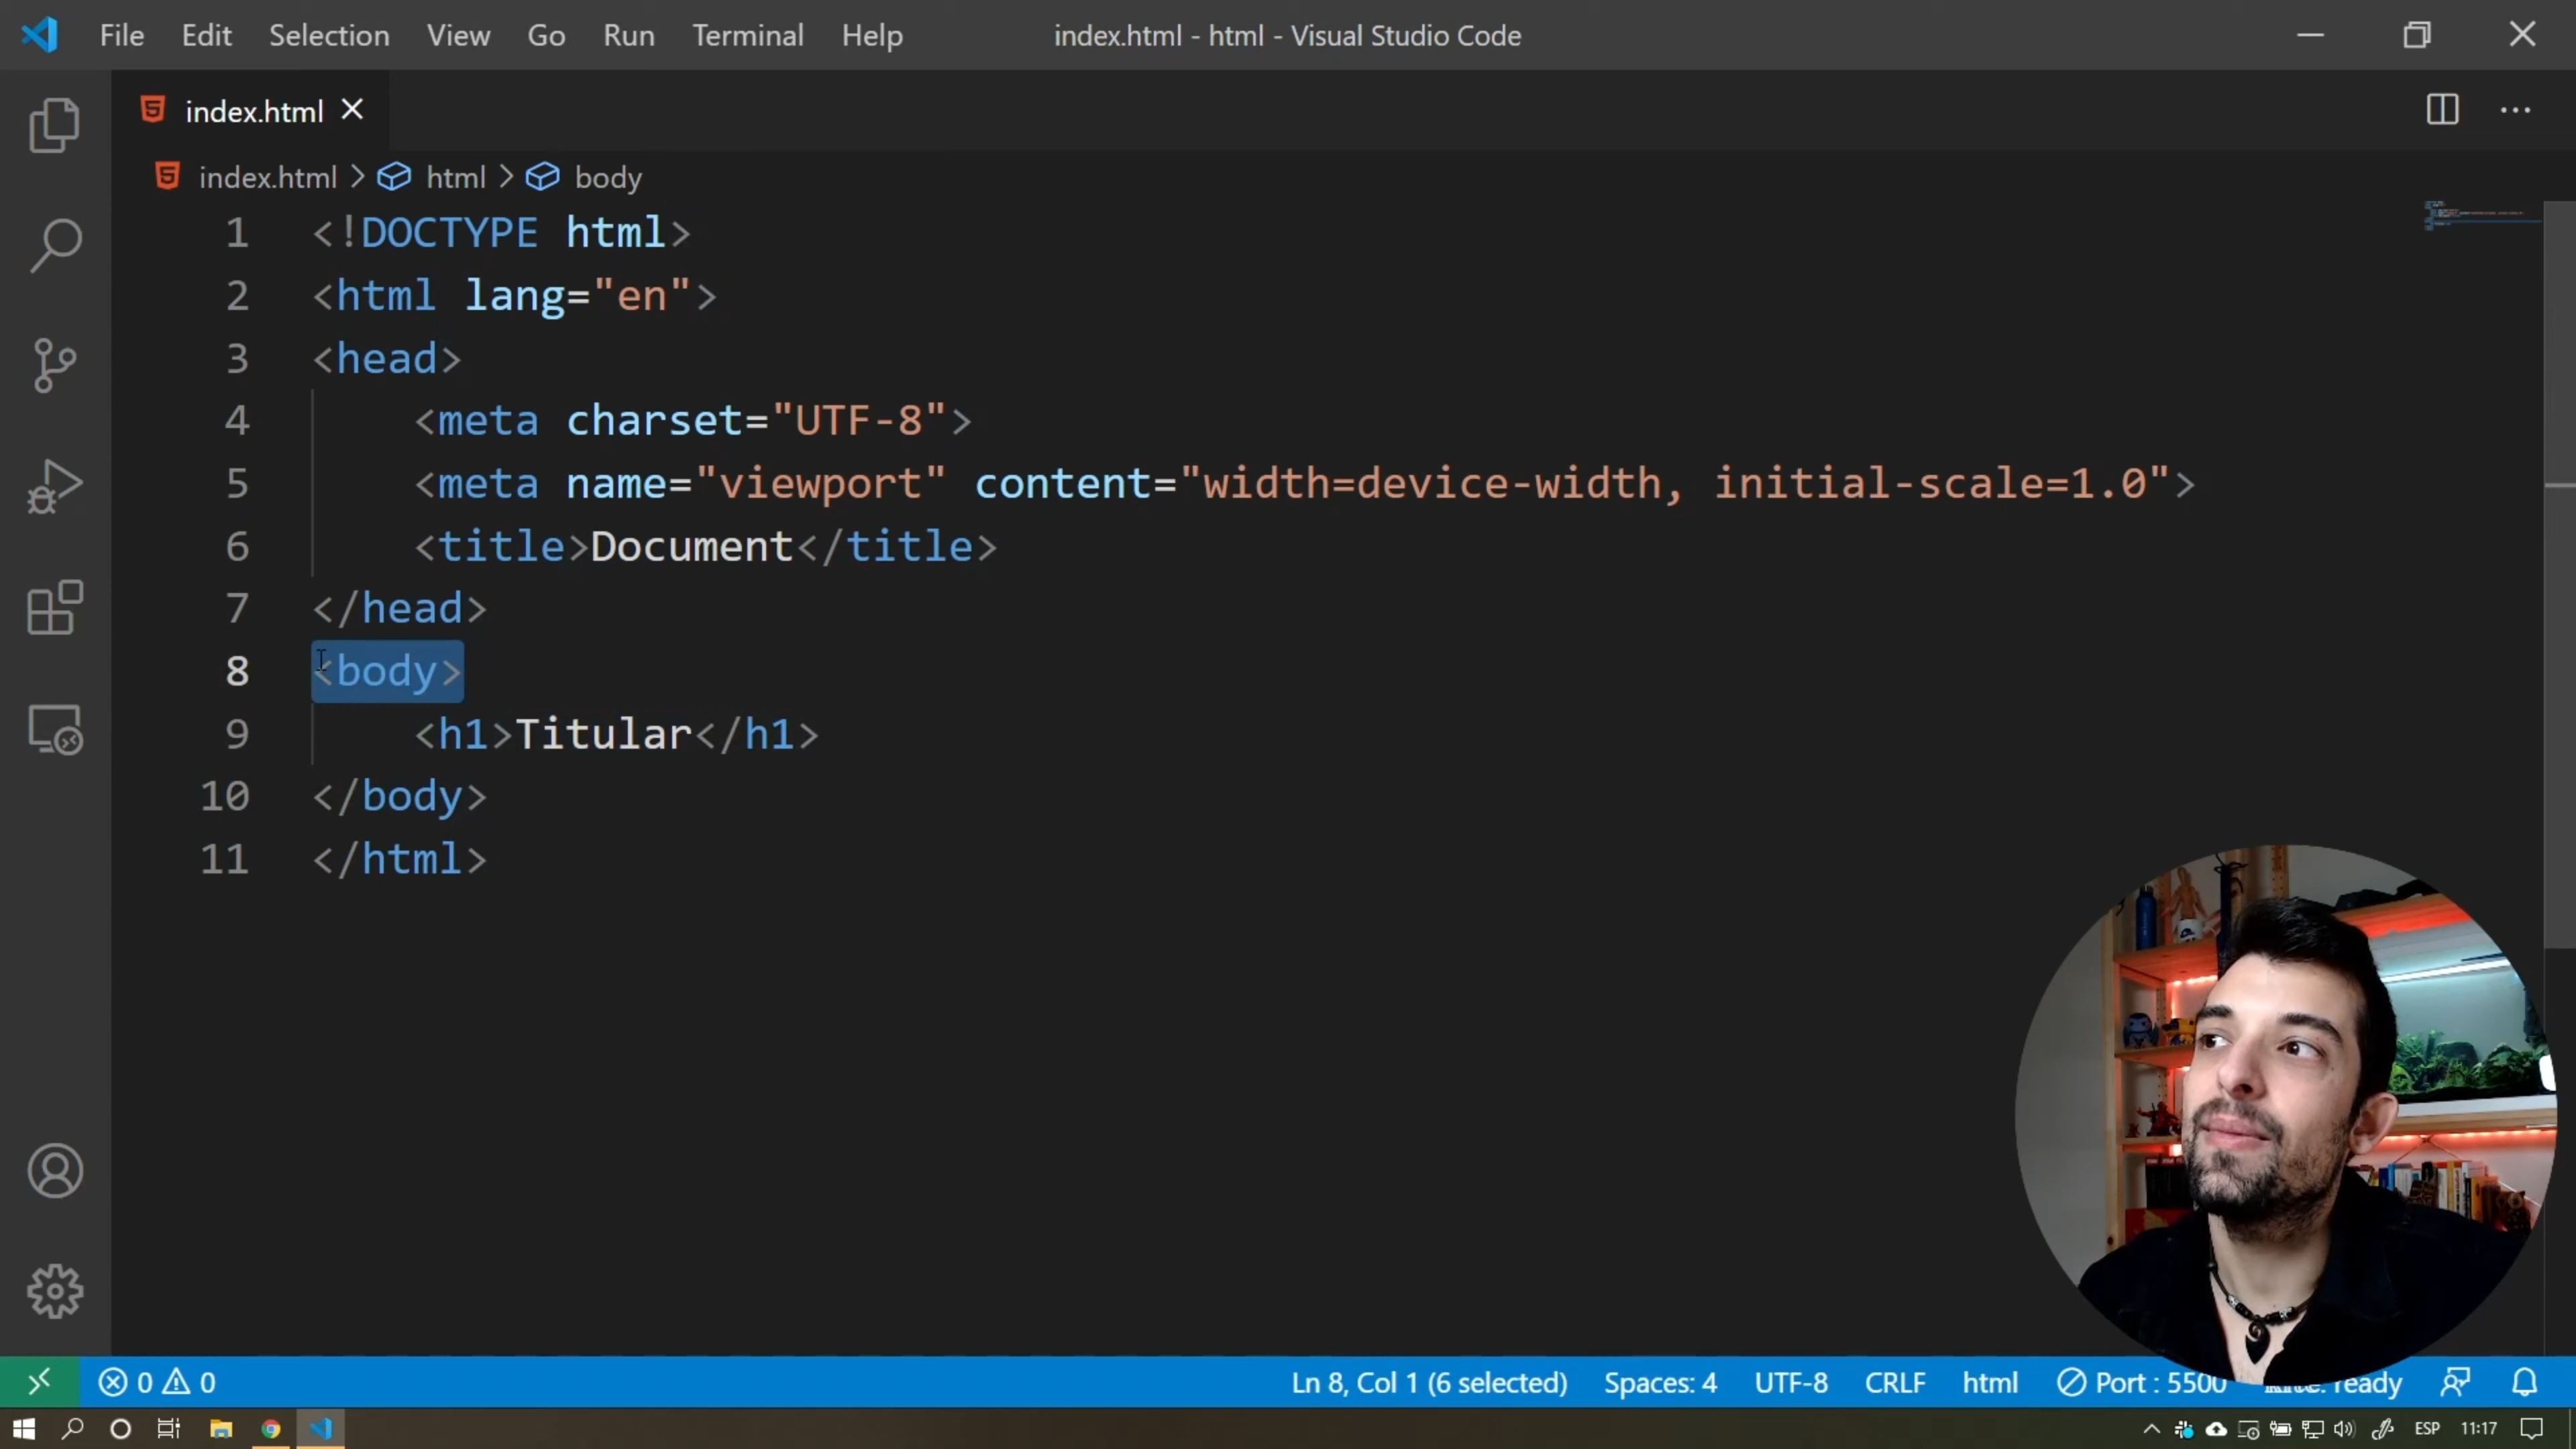 File Edit Selection View Go Run Terminal Help index.html - html - Visual Studio Code
index.html
index.html > html > body
1 <!DOCTYPE html>
2 <html lang="en">
3 <head>
4 <meta charset="UTF-8">
5 <meta name="viewport" content="width=device-width, initial-scale=1.0">
6 <title>Document</title>
7 </head>
8 <body>
9 <h1>Titular</h1>
10 </body>
11 </html>
0 0 Ln 8, Col 1 (6 selected) Spaces: 4 UTF-8 CRLF html Port : 5500 ready
ESP 11:17